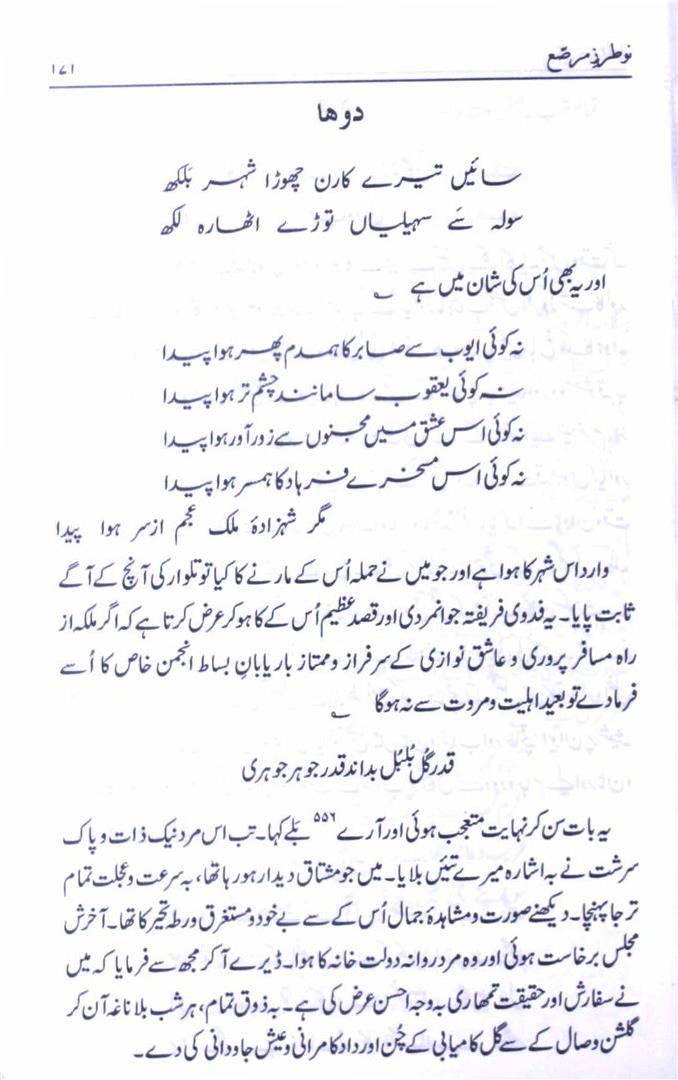 نو طرزِ مرصّع
۱۷۱
دوھا
سائیں تیرے کارن چھوڑا شہر بَلکھ
سولہ سَے سہیلیاں توڑے اٹھارہ لکھ
اور یہ بھی اُس کی شان میں ہے ؎
نہ کوئی ایوب سے صابر کا ہمدم پھر ہوا پیدا
نہ کوئی یعقوب سا مانند چشم تر ہوا پیدا
نہ کوئی اس عشق میں مجنوں سے زور آور ہوا پیدا
نہ کوئی اس مسخرے فرہاد کا ہمسر ہوا پیدا
مگر شہزادۂ ملک عجم ازسر ہوا پیدا
وارد اس شہر کا ہوا ہے اور جو میں نے حملہ اُس کے مارنے کا کیا تو تلوار کی آنچ کے آگے
ثابت پایا۔ یہ فدوی فریفتہ جوانمردی اور قصد عظیم اُس کے کا ہو کر عرض کرتا ہے کہ اگر ملکہ از
راہ مسافر پروری و عاشق نوازی کے سرفراز و ممتاز باریابانِ بساط انجمن خاص کا اُسے
فرمادے تو بعید اہلیت و مروت سے نہ ہوگا ؎
قدر گُل بُلبُل بداند قدر جوہر جوہری
یہ بات سن کر نہایت متعجب ہوئی اور آرے ۵۵۶ بَلے کہا۔ تب اس مرد نیک ذات و پاک
سرشت نے بہ اشارہ میرے تئیں بلایا۔ میں جو مشتاق دیدار ہو رہا تھا، بہ سرعت و عجلت تمام
تر جا پہنچا۔ دیکھنے صورت و مشاہدۂ جمال اُس کے سے بے خود و مستغرق ورطۂ تحیر کا تھا۔ آخرش
مجلس برخاست ہوئی اور وہ مرد روانہ دولت خانہ کا ہوا۔ ڈیرے آ کر مجھ سے فرمایا کہ میں
نے سفارش اور حقیقت تمھاری بہ وجہ احسن عرض کی ہے۔ بہ ذوق تمام، ہر شب بلا ناغہ آن کر
گلشن وصال کے سے گل کامیابی کے چُن اور داد کامرانی و عیش جاودانی کی دے۔